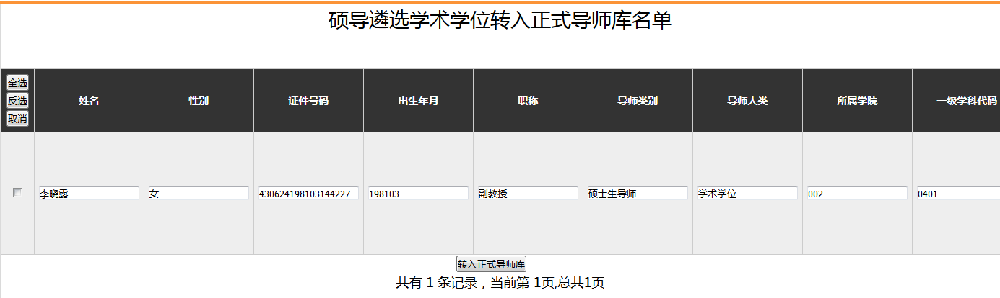 硕导遴选学术学位转入正式导师库名单
全选
反选
取消
姓名 性别 证件号码 出生年月 职称 导师类别 导师大类 所属学院 一级学科代码
李晓露 女 430624198103144227 198103 副教授 硕士生导师 学术学位 002 0401
转入正式导师库
共有 1 条记录，当前第 1页,总共1页